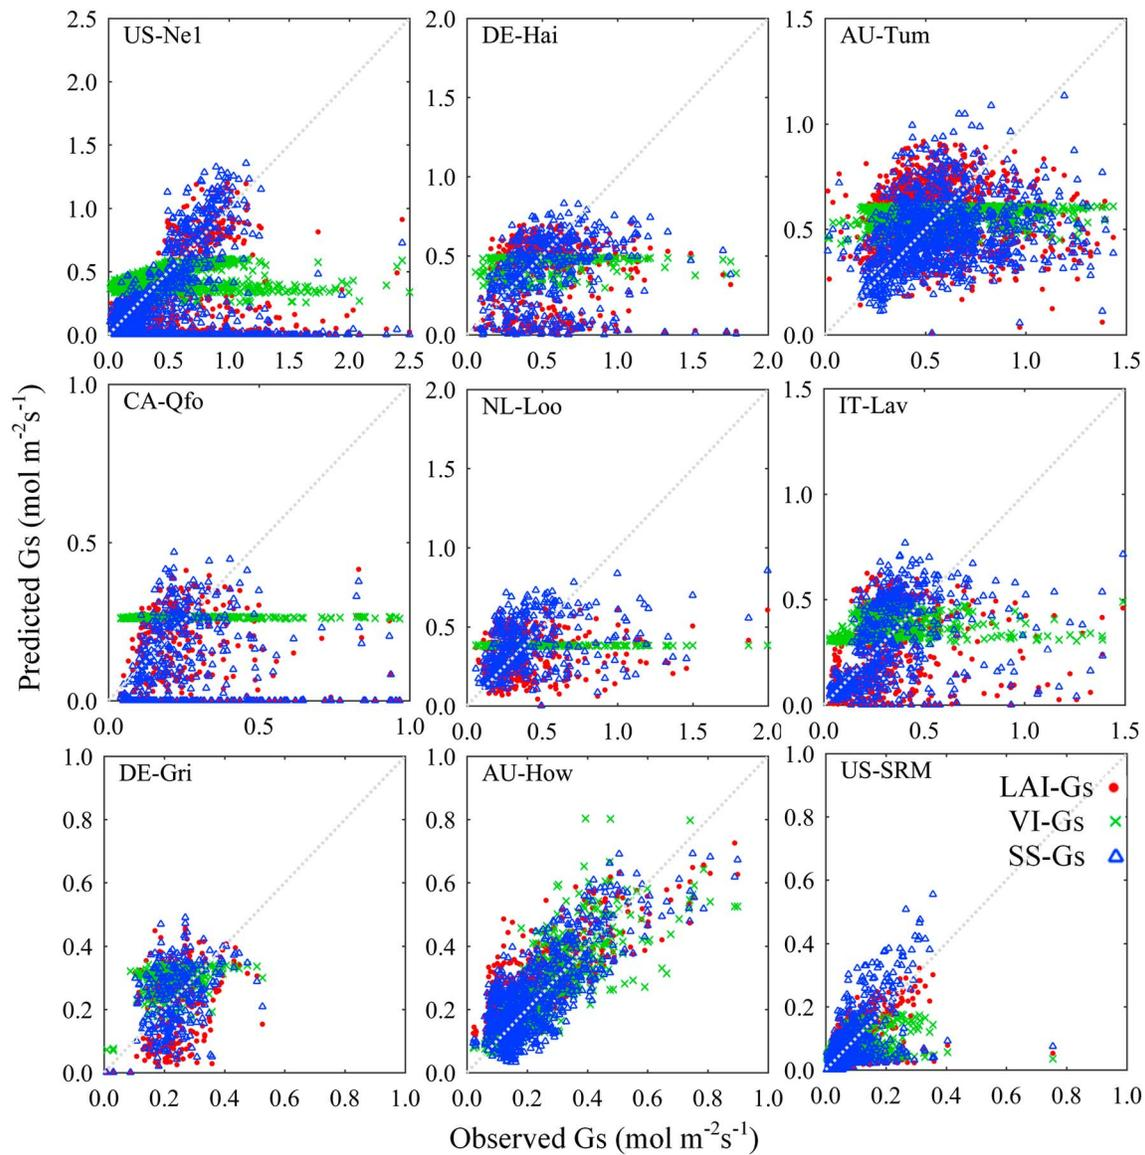 US-Ne1
2.5
2.0
1.5
1.0
0.5
0.0
0.0 0.5 1.0 1.5 2.0 2.5
DE-Hai
2.0
1.5
1.0
0.5
0.0
0.0 0.5 1.0 1.5 2.0
AU-Tum
1.5
1.0
0.5
0.0
0.0 0.5 1.0 1.5
CA-Qfo
1.0
0.5
0.0
0.0 0.5 1.0
NL-Loo
2.0
1.5
1.0
0.5
0.0
0.0 0.5 1.0 1.5 2.0
IT-Lav
1.5
1.0
0.5
0.0
0.0 0.5 1.0 1.5
DE-Gri
1.0
0.8
0.6
0.4
0.2
0.0
0.0 0.2 0.4 0.6 0.8 1.0
AU-How
1.0
0.8
0.6
0.4
0.2
0.0
0.0 0.2 0.4 0.6 0.8 1.0
US-SRM
1.0
0.8
0.6
0.4
0.2
0.0
0.0 0.2 0.4 0.6 0.8 1.0
LAI-Gs
VI-Gs
SS-Gs
Predicted Gs (mol m⁻²s⁻¹)
Observed Gs (mol m⁻²s⁻¹)